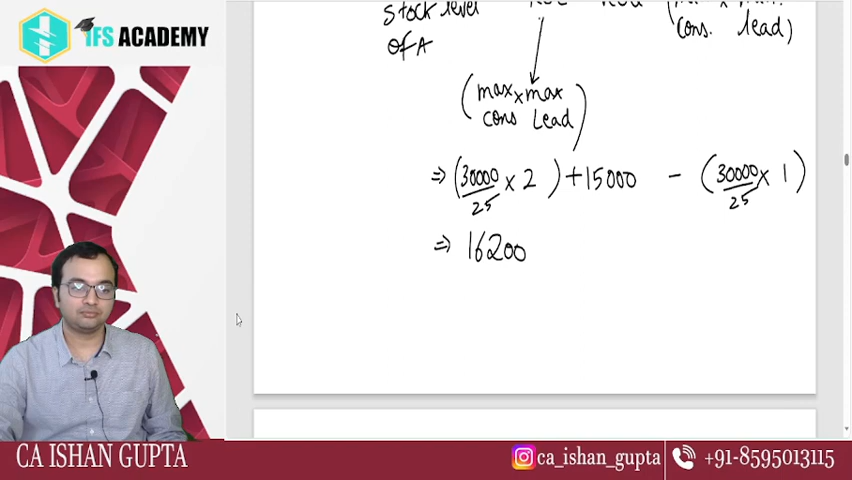 IFS ACADEMY
stock level
of A
cons. lead)
(max x max
cons Lead)
⇒ (30000/25 x 2) + 15000 - (30000/25 x 1)
⇒ 16200
CA ISHAN GUPTA
ca_ishan_gupta
+91-8595013115